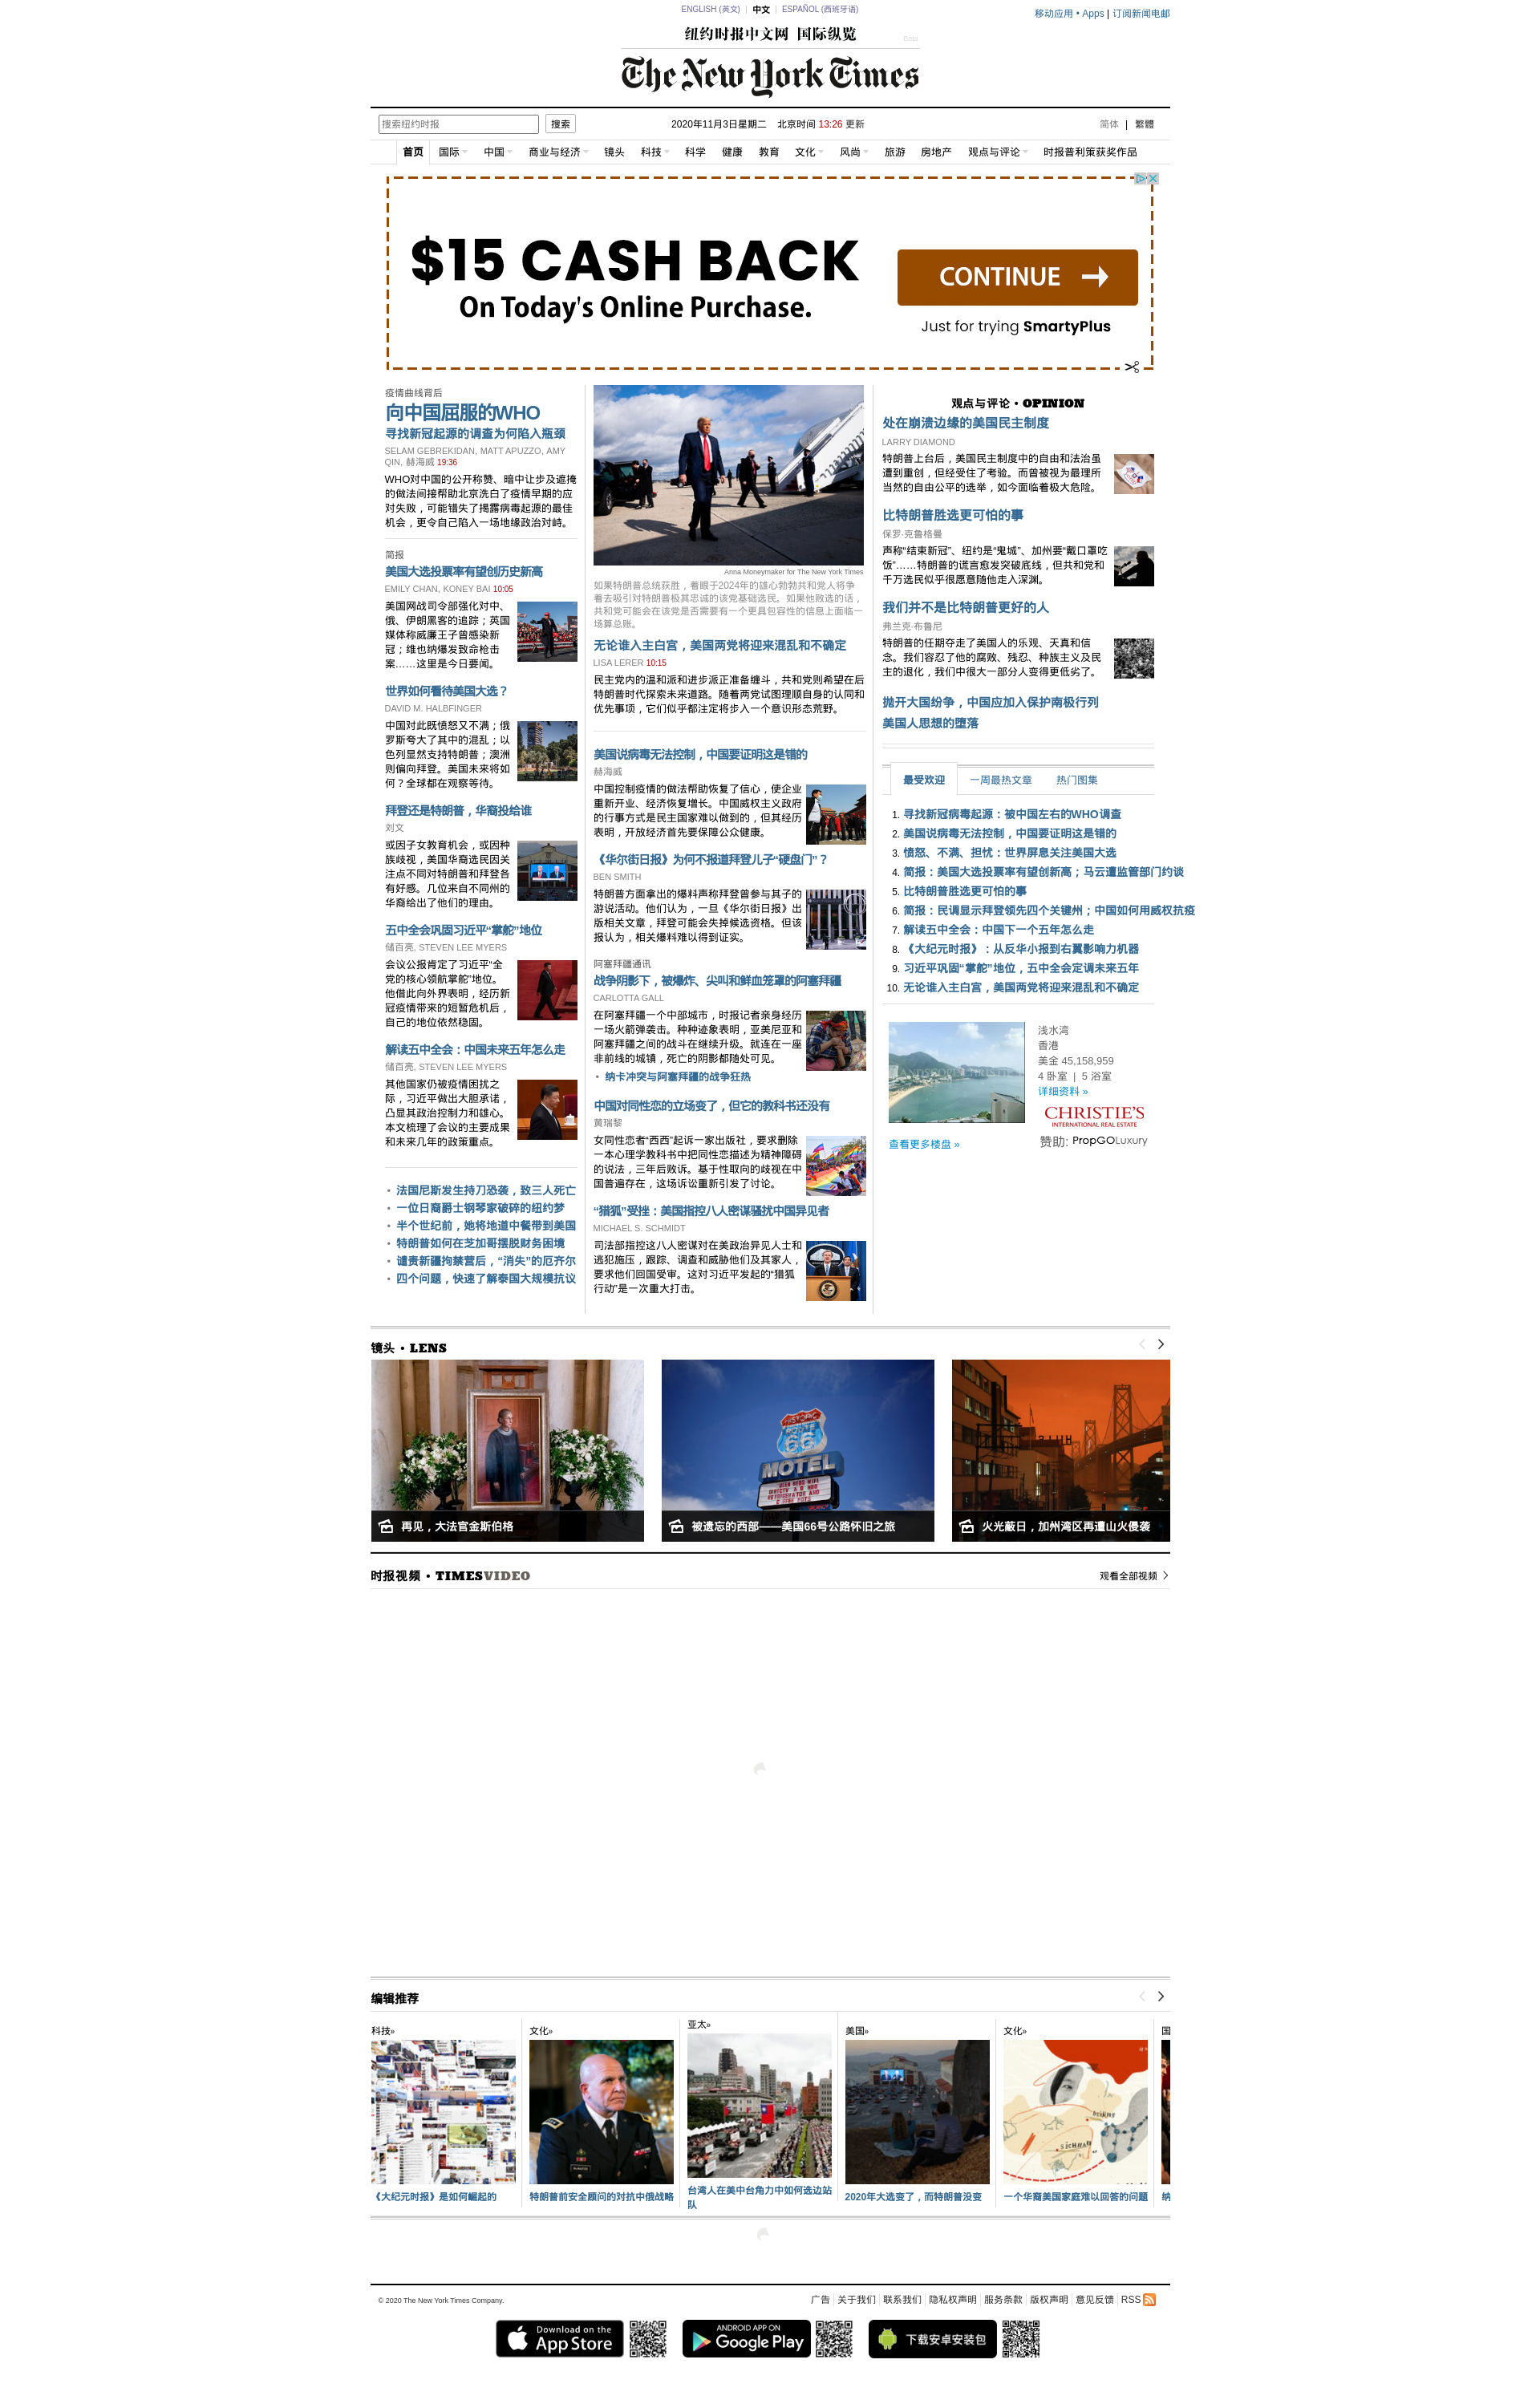 ENGLISH (英文) | 中文 | ESPAÑOL (西班牙语)
移动应用 • Apps | 订阅新闻电邮
纽约时报中文网 国际纵览
Beta
The New York Times
搜索纽约时报
搜索
2020年11月3日星期二 北京时间 13:26 更新
简体 | 繁體
首页 国际 中国 商业与经济 镜头 科技 科学 健康 教育 文化 风尚 旅游 房地产 观点与评论 时报普利策获奖作品
$15 CASH BACK
On Today's Online Purchase.
CONTINUE
Just for trying SmartyPlus
疫情曲线背后
向中国屈服的WHO
寻找新冠起源的调查为何陷入瓶颈
SELAM GEBREKIDAN, MATT APUZZO, AMY
QIN, 赫海威 19:36
WHO对中国的公开称赞、暗中让步及遮掩
的做法间接帮助北京洗白了疫情早期的应
对失败，可能错失了揭露病毒起源的最佳
机会，更令自己陷入一场地缘政治对峙。
简报
美国大选投票率有望创历史新高
EMILY CHAN, KONEY BAI 10:05
美国网战司令部强化对中、
俄、伊朗黑客的追踪；英国
媒体称威廉王子曾感染新
冠；维也纳爆发致命枪击
案……这里是今日要闻。
世界如何看待美国大选？
DAVID M. HALBFINGER
中国对此既愤怒又不满；俄
罗斯夸大了其中的混乱；以
色列显然支持特朗普；澳洲
则偏向拜登。美国未来将如
何？全球都在观察等待。
拜登还是特朗普，华裔投给谁
刘文
或因子女教育机会，或因种
族歧视，美国华裔选民因关
注点不同对特朗普和拜登各
有好感。几位来自不同州的
华裔给出了他们的理由。
五中全会巩固习近平“掌舵”地位
储百亮, STEVEN LEE MYERS
会议公报肯定了习近平“全
党的核心领航掌舵”地位。
他借此向外界表明，经历新
冠疫情带来的短暂危机后，
自己的地位依然稳固。
解读五中全会：中国未来五年怎么走
储百亮, STEVEN LEE MYERS
其他国家仍被疫情困扰之
际，习近平做出大胆承诺，
凸显其政治控制力和雄心。
本文梳理了会议的主要成果
和未来几年的政策重点。
• 法国尼斯发生持刀恐袭，致三人死亡
• 一位日裔爵士钢琴家破碎的纽约梦
• 半个世纪前，她将地道中餐带到美国
• 特朗普如何在芝加哥摆脱财务困境
• 谴责新疆拘禁营后，“消失”的厄齐尔
• 四个问题，快速了解泰国大规模抗议
Anna Moneymaker for The New York Times
如果特朗普总统获胜，看眼于2024年的雄心勃勃共和党人将争
着去吸引对特朗普极其忠诚的该党基础选民。如果他败选的话，
共和党可能会在该党是否需要有一个更具包容性的信息上面临一
场算总账。
无论谁入主白宫，美国两党将迎来混乱和不确定
LISA LERER 10:15
民主党内的温和派和进步派正准备缠斗，共和党则希望在后
特朗普时代探索未来道路。随着两党试图理顺自身的认同和
优先事项，它们似乎都注定将步入一个意识形态荒野。
美国说病毒无法控制，中国要证明这是错的
赫海威
中国控制疫情的做法帮助恢复了信心，使企业
重新开业、经济恢复增长。中国威权主义政府
的行事方式是民主国家难以做到的，但其经历
表明，开放经济首先要保障公众健康。
《华尔街日报》为何不报道拜登儿子“硬盘门”？
BEN SMITH
特朗普方面拿出的爆料声称拜登曾参与其子的
游说活动。他们认为，一旦《华尔街日报》出
版相关文章，拜登可能会失掉候选资格。但该
报认为，相关爆料难以得到证实。
阿塞拜疆通讯
战争阴影下，被爆炸、尖叫和鲜血笼罩的阿塞拜疆
CARLOTTA GALL
在阿塞拜疆一个中部城市，时报记者亲身经历
一场火箭弹袭击。种种迹象表明，亚美尼亚和
阿塞拜疆之间的战斗在继续升级。就连在一座
非前线的城镇，死亡的阴影都随处可见。
• 纳卡冲突与阿塞拜疆的战争狂热
中国对同性恋的立场变了，但它的教科书还没有
黄瑞黎
女同性恋者“西西”起诉一家出版社，要求删除
一本心理学教科书中把同性恋描述为精神障碍
的说法，三年后败诉。基于性取向的歧视在中
国普遍存在，这场诉讼重新引发了讨论。
“猎狐”受挫：美国指控八人密谋骚扰中国异见者
MICHAEL S. SCHMIDT
司法部指控这八人密谋对在美政治异见人士和
逃犯施压，跟踪、调查和威胁他们及其家人，
要求他们回国受审。这对习近平发起的“猎狐
行动”是一次重大打击。
观点与评论 • OPINION
处在崩溃边缘的美国民主制度
LARRY DIAMOND
特朗普上台后，美国民主制度中的自由和法治虽
遭到重创，但经受住了考验。而曾被视为最理所
当然的自由公平的选举，如今面临着极大危险。
比特朗普胜选更可怕的事
保罗·克鲁格曼
声称“结束新冠”、纽约是“鬼城”、加州要“戴口罩吃
饭”……特朗普的谎言愈发突破底线，但共和党和
千万选民似乎很愿意随他走入深渊。
我们并不是比特朗普更好的人
弗兰克·布鲁尼
特朗普的任期夺走了美国人的乐观、天真和信
念。我们容忍了他的腐败、残忍、种族主义及民
主的退化，我们中很大一部分人变得更低劣了。
抛开大国纷争，中国应加入保护南极行列
美国人思想的堕落
最受欢迎 一周最热文章 热门图集
1. 寻找新冠病毒起源：被中国左右的WHO调查
2. 美国说病毒无法控制，中国要证明这是错的
3. 愤怒、不满、担忧：世界屏息关注美国大选
4. 简报：美国大选投票率有望创新高；马云遭监管部门约谈
5. 比特朗普胜选更可怕的事
6. 简报：民调显示拜登领先四个关键州；中国如何用威权抗疫
7. 解读五中全会：中国下一个五年怎么走
8. 《大纪元时报》：从反华小报到右翼影响力机器
9. 习近平巩固“掌舵”地位，五中全会定调未来五年
10. 无论谁入主白宫，美国两党将迎来混乱和不确定
浅水湾
香港
美金 45,158,959
4 卧室 | 5 浴室
详细资料 »
CHRISTIE'S
INTERNATIONAL REAL ESTATE
查看更多楼盘 »
赞助: PropGOLuxury
镜头 • LENS
HISTORIC
ROUTE
66
MOTEL
再见，大法官金斯伯格
被遗忘的西部——美国66号公路怀旧之旅
火光蔽日，加州湾区再遭山火侵袭
时报视频 • TIMESVIDEO
观看全部视频
编辑推荐
科技»
《大纪元时报》是如何崛起的
文化»
特朗普前安全顾问的对抗中俄战略
亚太»
台湾人在美中台角力中如何选边站
队
美国»
2020年大选变了，而特朗普没变
文化»
SICHUAN
一个华裔美国家庭难以回答的问题
国
纳
© 2020 The New York Times Company.
广告 | 关于我们 | 联系我们 | 隐私权声明 | 服务条款 | 版权声明 | 意见反馈 | RSS
Download on the
App Store
ANDROID APP ON
Google Play
下载安卓安装包